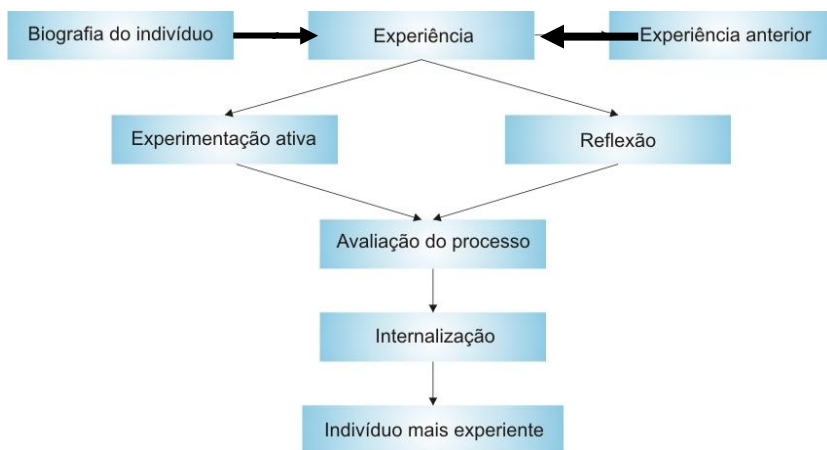 Biografia do indivíduo
Experiência
Experiência anterior
Experimentação ativa
Reflexão
Avaliação do processo
Internalização
Indivíduo mais experiente